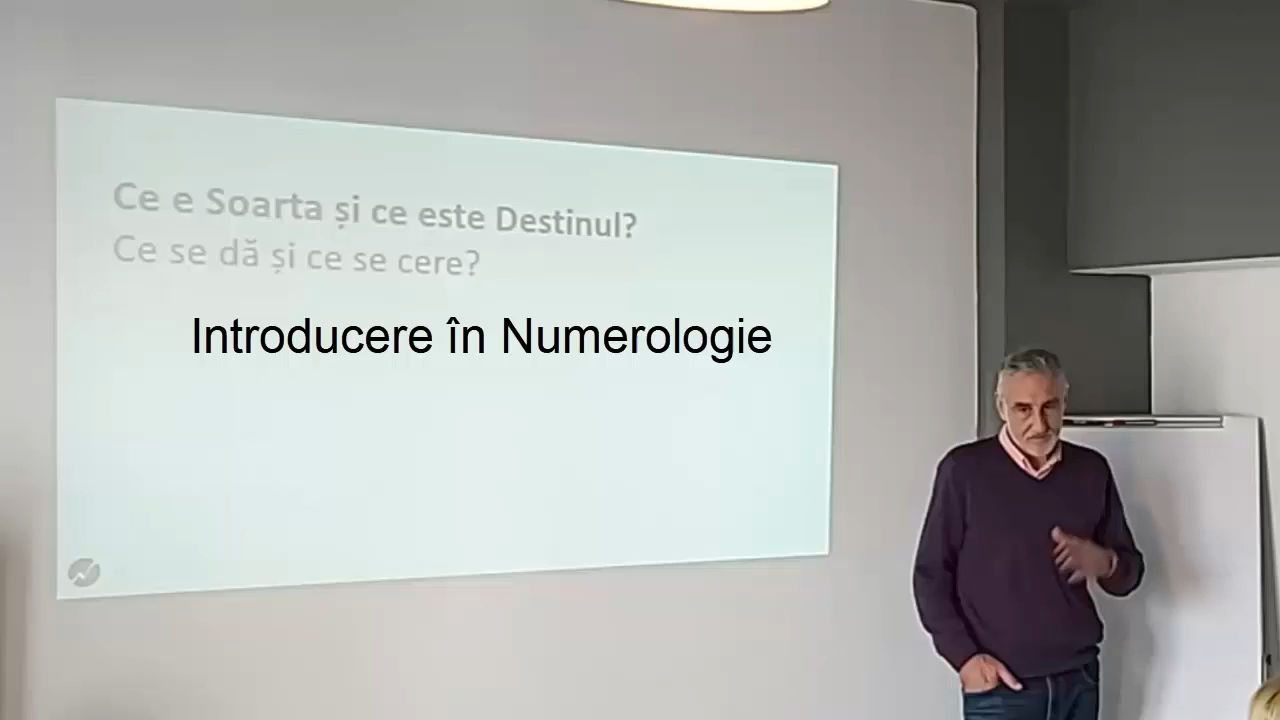 Ce e Soarta și ce este Destinul?
Ce se dă și ce se cere?
Introducere în Numerologie